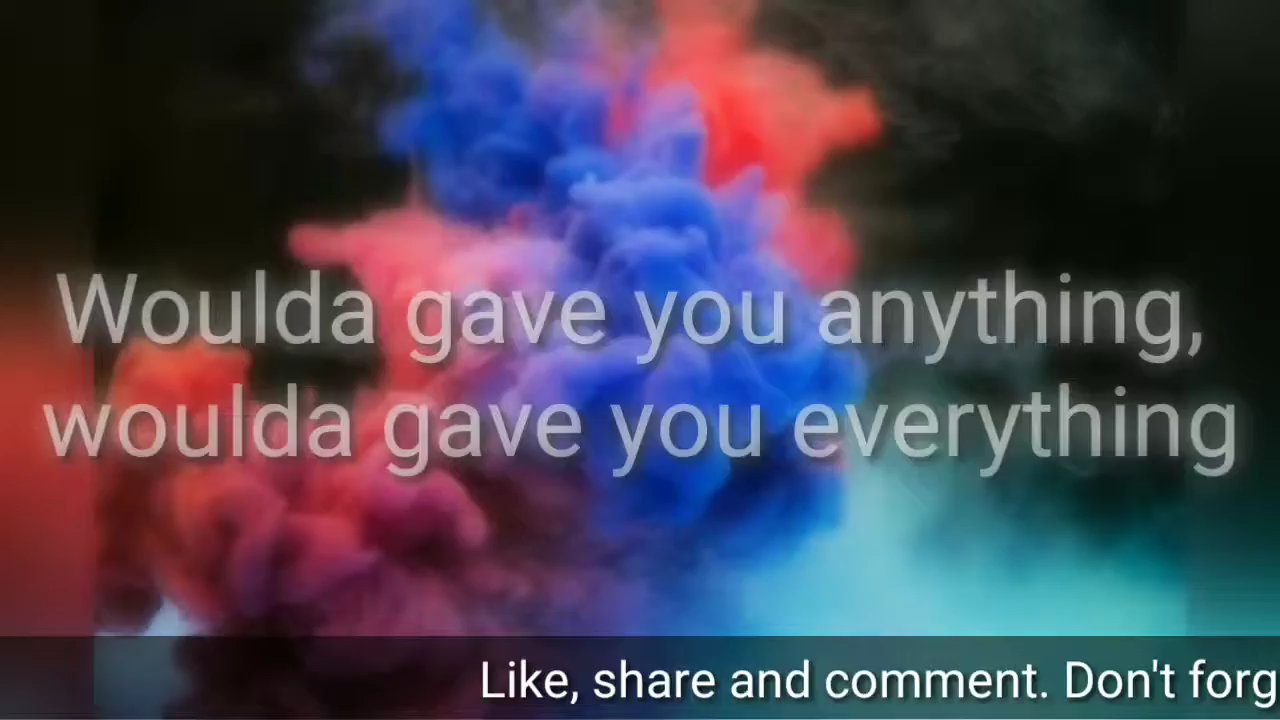 Woulda gave you anything,
woulda gave you everything
Like, share and comment. Don't forg